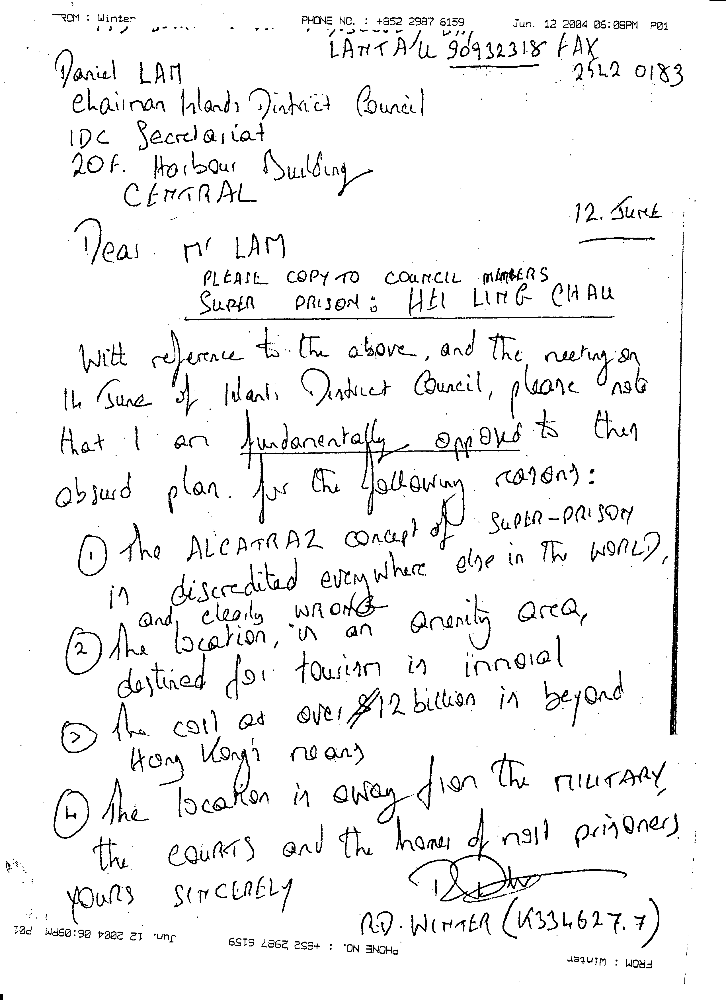 FROM : Winter PHONE NO. : +852 2987 6159 Jun. 12 2004 06:08PM P01
LANTAU 90932318 FAX
2542 0183
Daniel LAM
Chairman Islands District Council
IDC Secretariat
20F. Harbour Building
CENTRAL
12. JUNE
Dear Mr LAM
PLEASE COPY TO COUNCIL MEMBERS
SUPER PRISON: HEI LING CHAU
With reference to the above, and the meeting on
14 June of Islands District Council, please note
that I am fundamentally opposed to this
absurd plan. for the following reasons:
① The ALCATRAZ concept of SUPER-PRISON
is discredited everywhere else in the WORLD,
and clearly WRONG
② The location, in an amenity area,
destined for tourism is immoral
③ The cost at over $12 billion is beyond
Hong Kong's means
④ The location is away from the MILITARY,
the COURTS and the homes of most prisoners.
YOURS SINCERELY
R.D. WINTER (K334627.7)
FROM : Winter PHONE NO. : +852 2987 6159 Jun. 12 2004 06:09PM P01